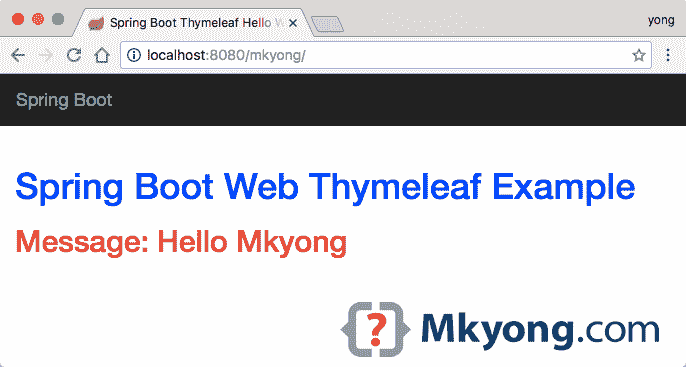 Spring Boot Thymeleaf Hello W
yong
localhost:8080/mkyong/
Spring Boot
Spring Boot Web Thymeleaf Example
Message: Hello Mkyong
{?} Mkyong.com